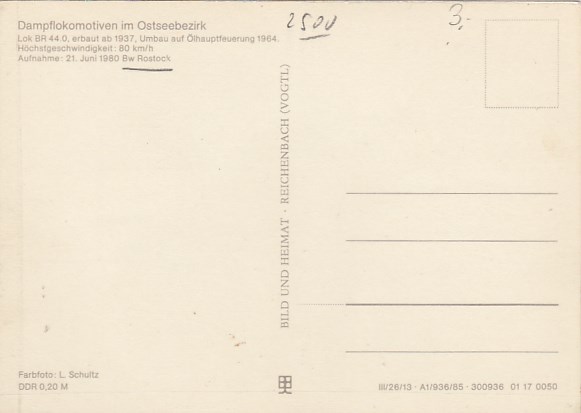 Dampflokomotiven im Ostseebezirk
Lok BR 44.0, erbaut ab 1937, Umbau auf Ölhauptfeuerung 1964.
Höchstgeschwindigkeit: 80 km/h
Aufnahme: 21. Juni 1980 Bw Rostock
2500
3,-
BILD UND HEIMAT · REICHENBACH (VOGTL)
Farbfoto: L. Schultz
DDR 0,20 M
III/26/13 · A1/936/85 · 300936 01 17 0050